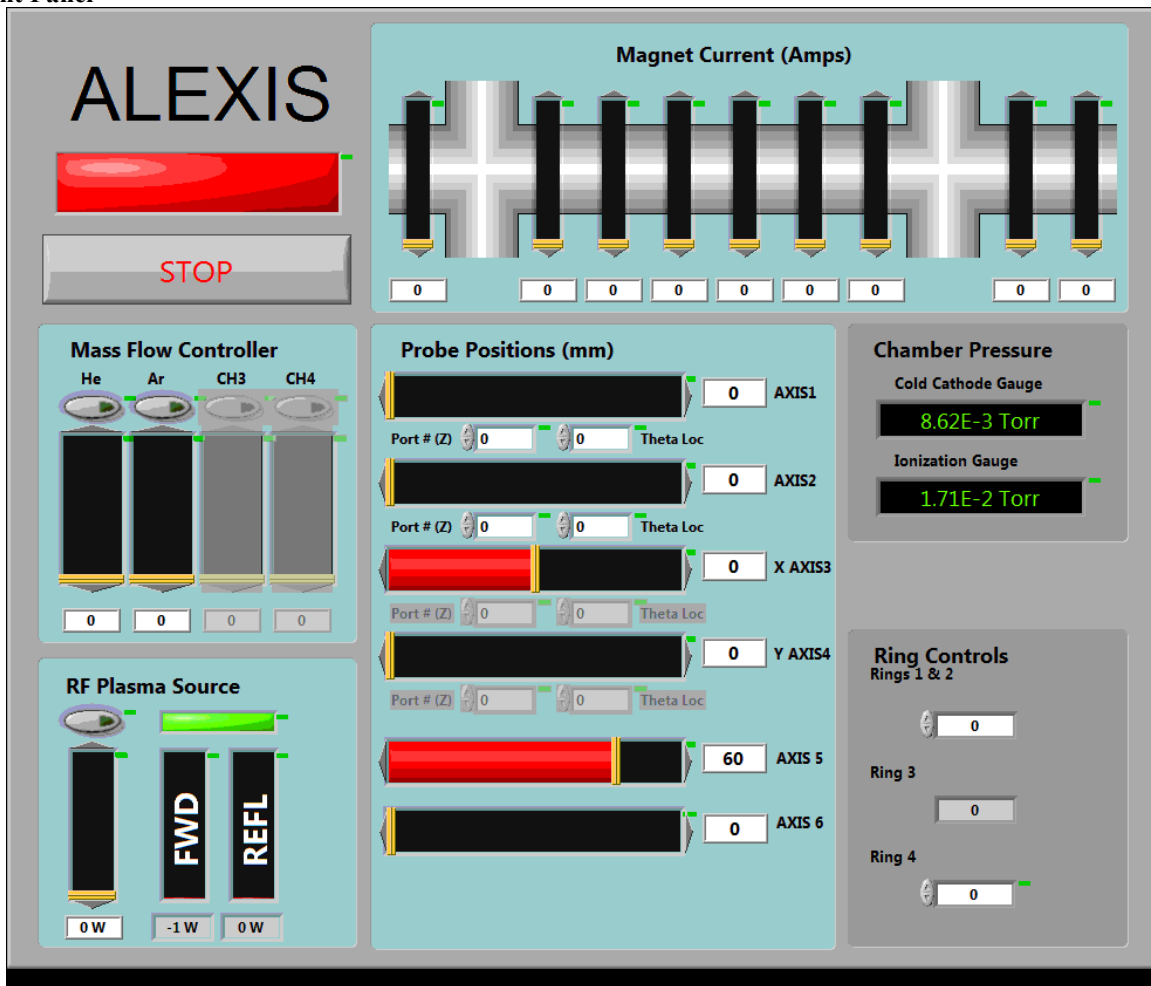 ALEXIS
STOP
Magnet Current (Amps)
0 0 0 0 0 0 0 0 0
Mass Flow Controller
He Ar CH3 CH4
0 0 0 0
RF Plasma Source
FWD REFL
0 W -1 W 0 W
Probe Positions (mm)
0 AXIS1
Port # (Z) 0 0 Theta Loc
0 AXIS2
Port # (Z) 0 0 Theta Loc
0 X AXIS3
Port # (Z) 0 0 Theta Loc
0 Y AXIS4
Port # (Z) 0 0 Theta Loc
60 AXIS 5
0 AXIS 6
Chamber Pressure
Cold Cathode Gauge
8.62E-3 Torr
Ionization Gauge
1.71E-2 Torr
Ring Controls
Rings 1 & 2
0
Ring 3
0
Ring 4
0